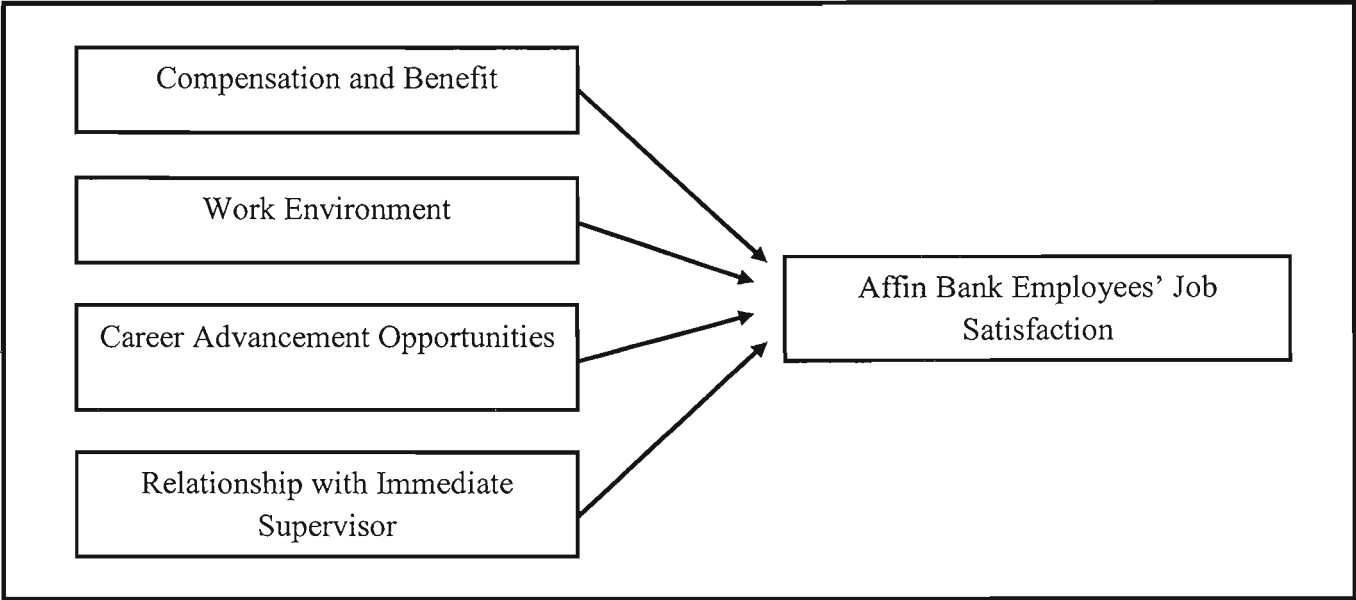 Compensation and Benefit
Work Environment
Career Advancement Opportunities
Relationship with Immediate
Supervisor
Affin Bank Employees’ Job
Satisfaction